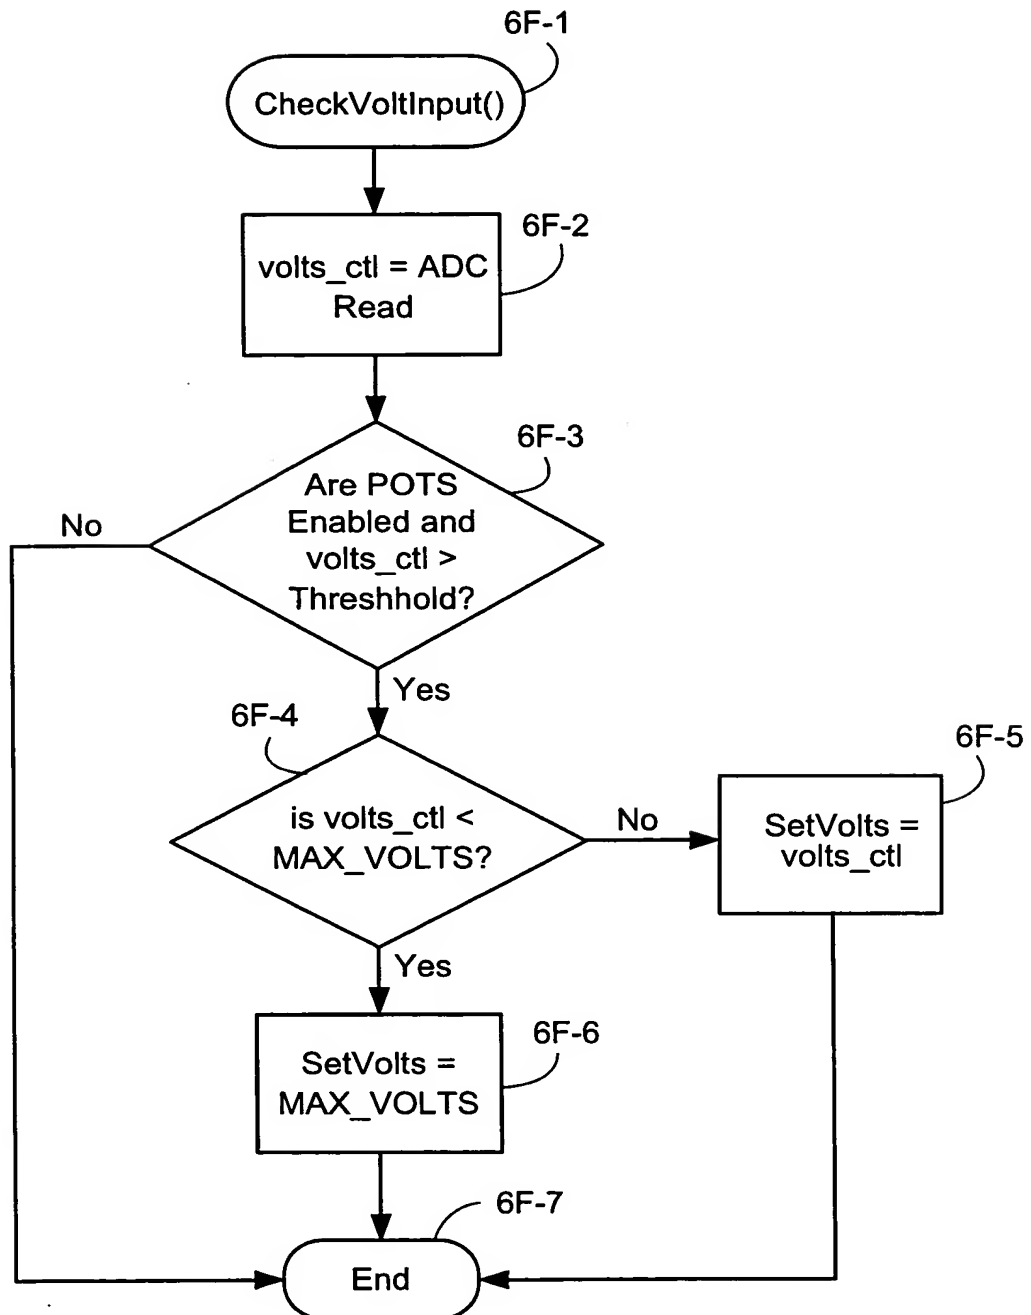 6F-1
CheckVoltInput()
6F-2
volts_ctl = ADC
Read
6F-3
Are POTS
Enabled and
volts_ctl >
Threshhold?
No
Yes
6F-4
is volts_ctl <
MAX_VOLTS?
No
6F-5
SetVolts =
volts_ctl
Yes
6F-6
SetVolts =
MAX_VOLTS
6F-7
End